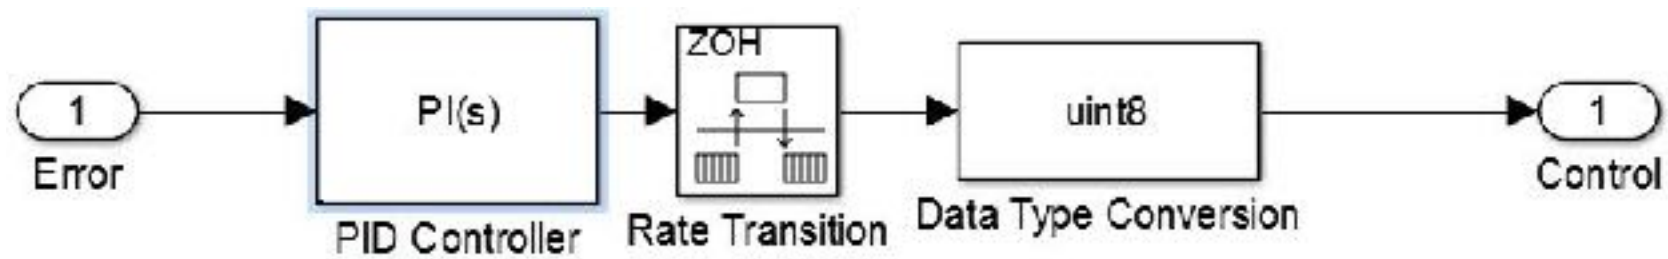 1
Error
PI(s)
PID Controller
ZOH
Rate Transition
uint8
Data Type Conversion
1
Control